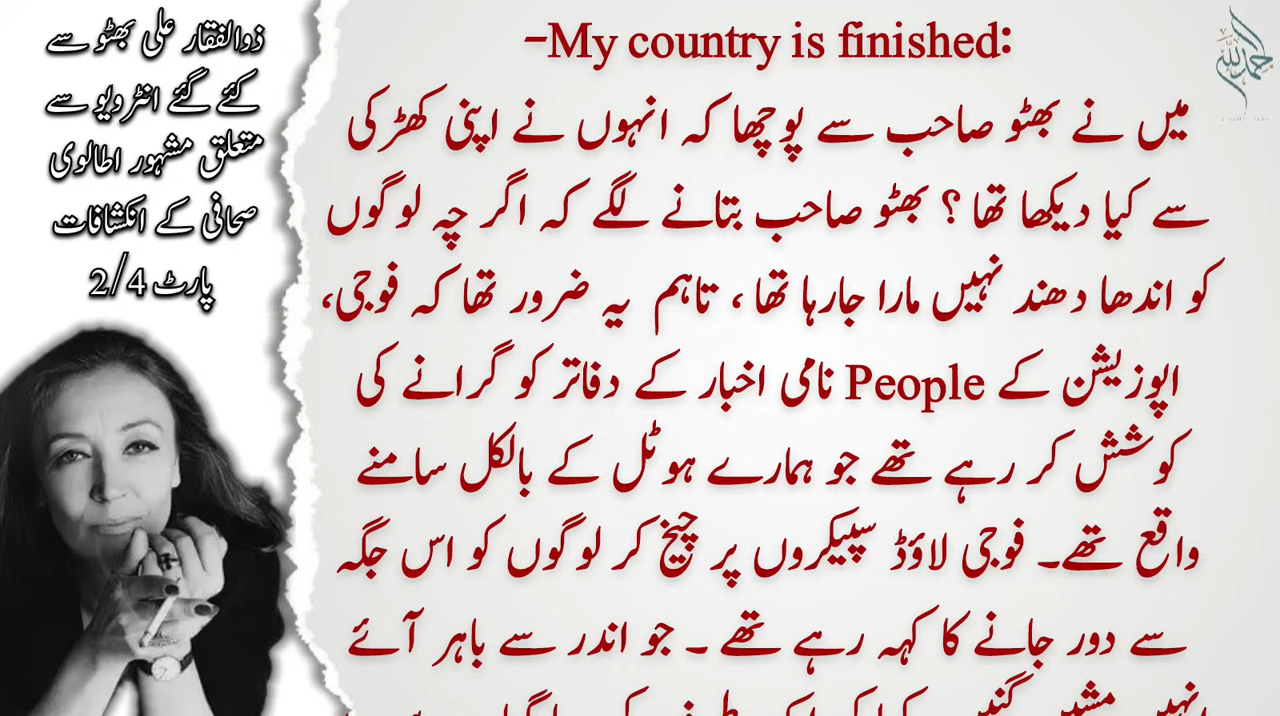 ذوالفقار علی بھٹو سے
کئے گئے انٹرویو سے
متعلق مشہور اطالوی
صحافی کے انکشافات
پارٹ 2/4
-My country is finished:
میں نے بھٹو صاحب سے پوچھا کہ انہوں نے اپنی کھڑکی
سے کیا دیکھا تھا؟ بھٹو صاحب بتانے لگے کہ اگر چہ لوگوں
کو اندھا دھند نہیں مارا جارہا تھا، تاہم یہ ضرور تھا کہ فوجی،
اپوزیشن کے People نامی اخبار کے دفاتر کو گرانے کی
کوشش کر رہے تھے جو ہمارے ہوٹل کے بالکل سامنے
واقع تھے۔ فوجی لاؤڈ سپیکروں پر چیخ کر لوگوں کو اس جگہ
سے دور جانے کا کہہ رہے تھے۔ جو اندر سے باہر آئے
انہیں مشین گنیں
الحمدللہ